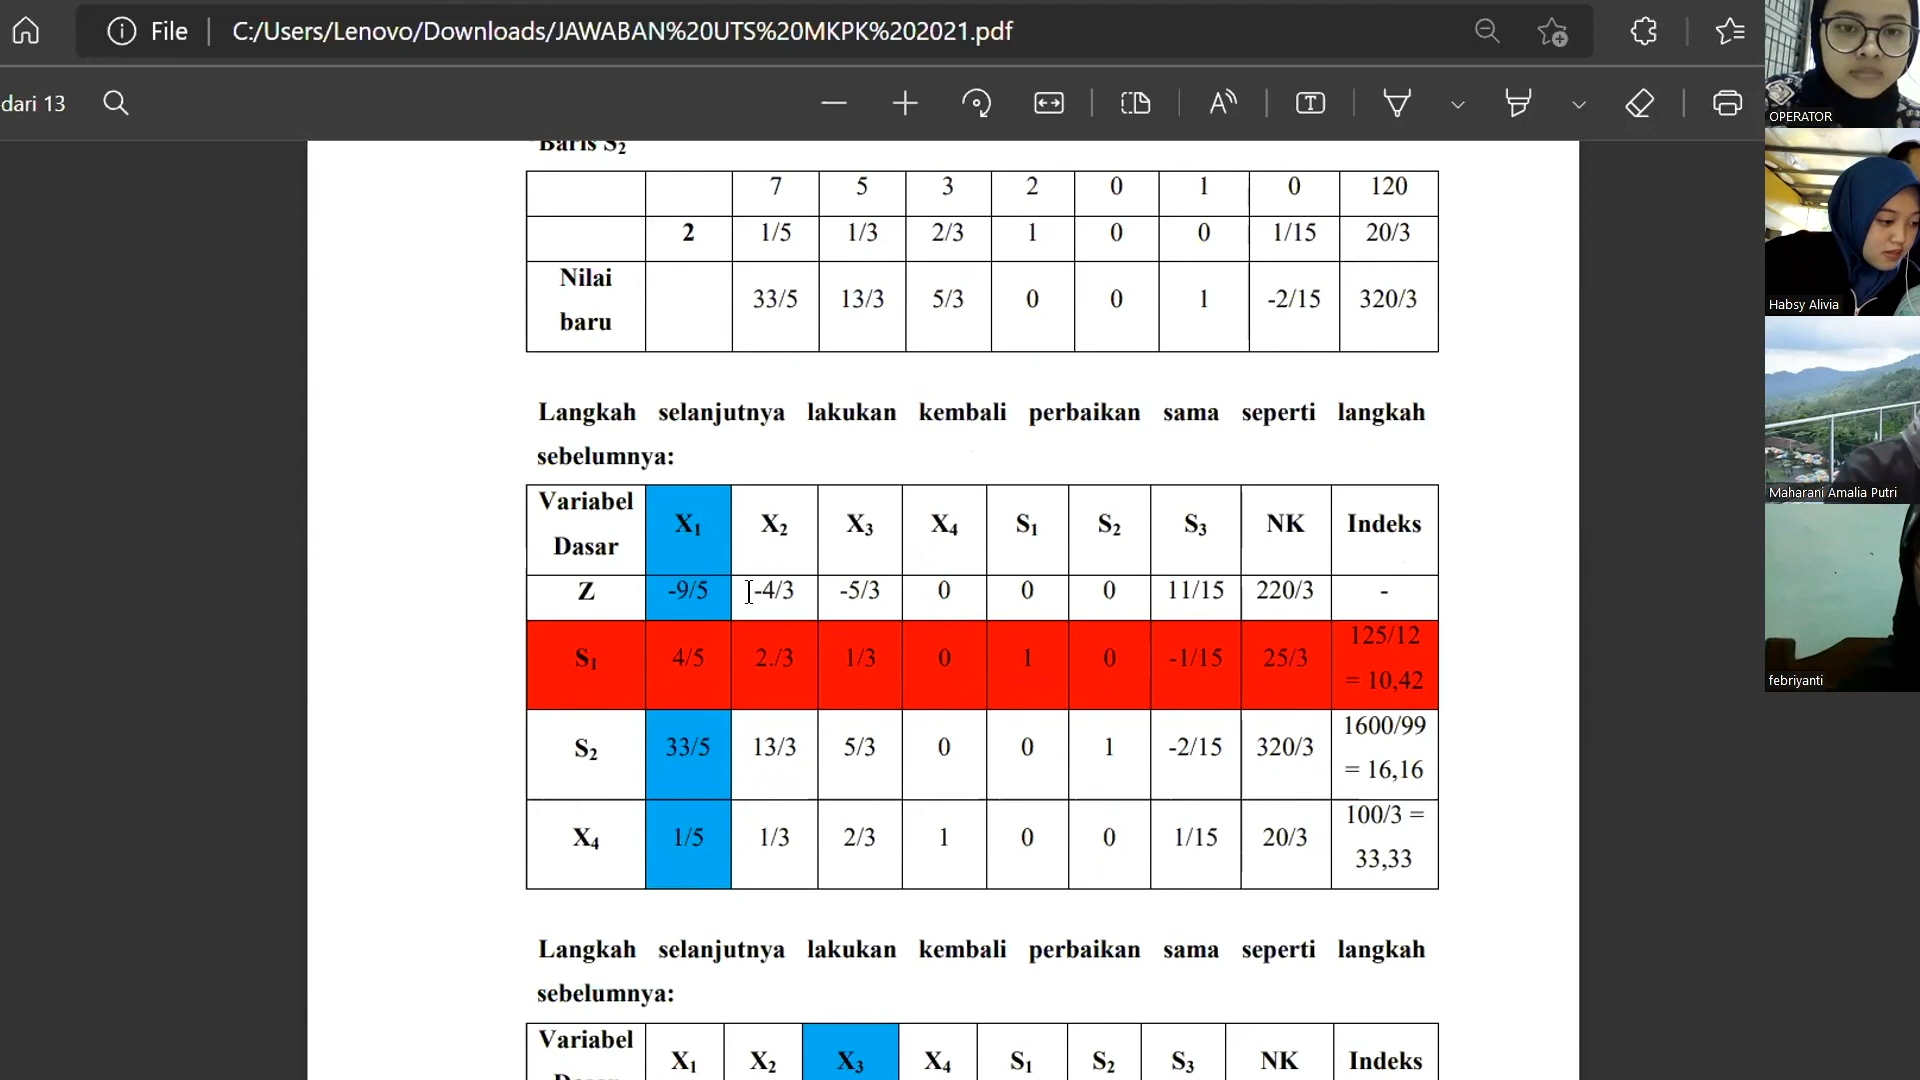 File C:/Users/Lenovo/Downloads/JAWABAN%20UTS%20MKPK%202021.pdf
dari 13
Baris S₂
7 5 3 2 0 1 0 120
2 1/5 1/3 2/3 1 0 0 1/15 20/3
Nilai baru 33/5 13/3 5/3 0 0 1 -2/15 320/3
Langkah selanjutnya lakukan kembali perbaikan sama seperti langkah
sebelumnya:
Variabel Dasar X₁ X₂ X₃ X₄ S₁ S₂ S₃ NK Indeks
Z -9/5 -4/3 -5/3 0 0 0 11/15 220/3 -
S₁ 4/5 2./3 1/3 0 1 0 -1/15 25/3 125/12 = 10,42
S₂ 33/5 13/3 5/3 0 0 1 -2/15 320/3 1600/99 = 16,16
X₄ 1/5 1/3 2/3 1 0 0 1/15 20/3 100/3 = 33,33
Langkah selanjutnya lakukan kembali perbaikan sama seperti langkah
sebelumnya:
Variabel X₁ X₂ X₃ X₄ S₁ S₂ S₃ NK Indeks
OPERATOR
Habsy Alivia
Maharani Amalia Putri
febriyanti